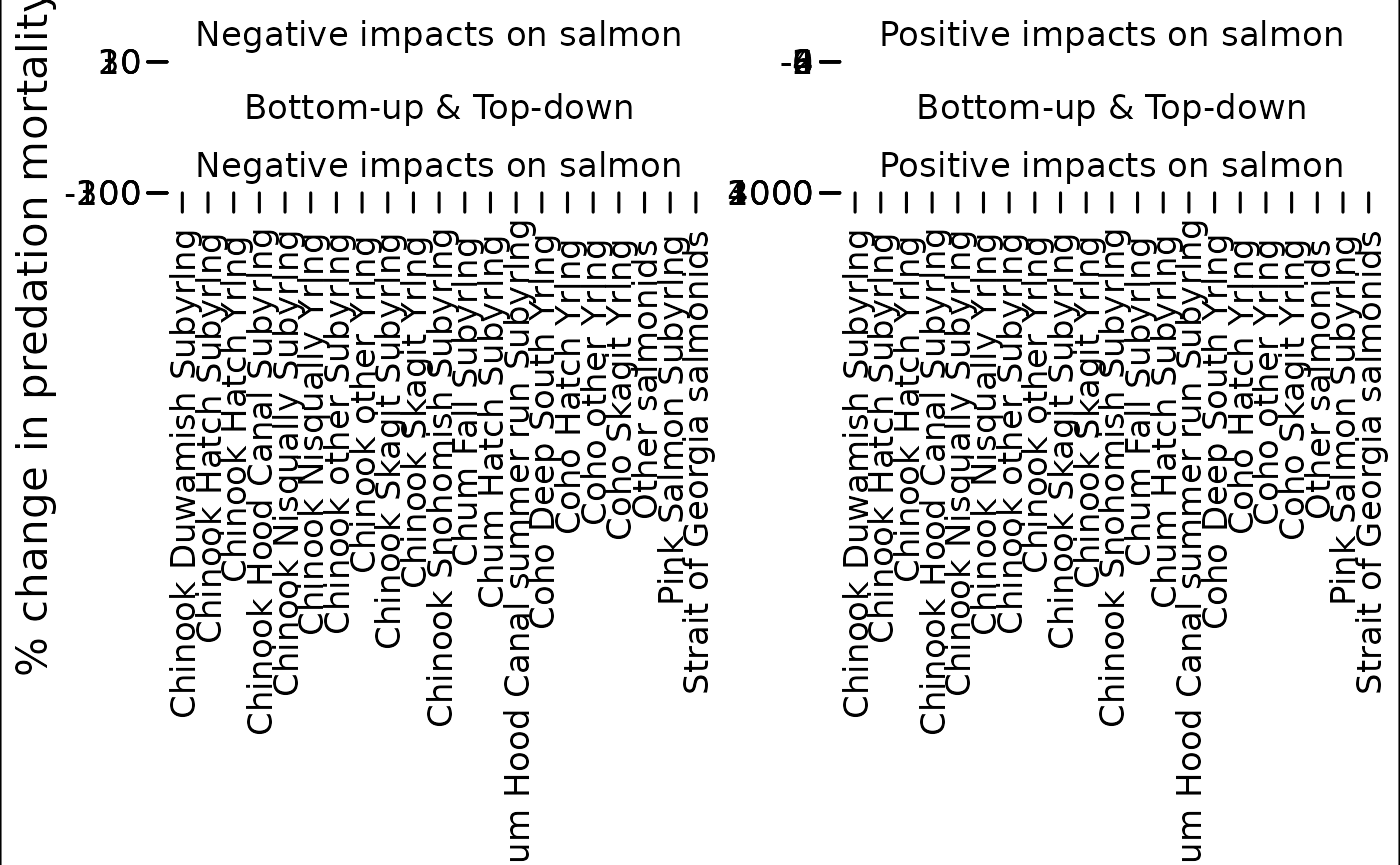 % change in predation mortality
Negative impacts on salmon
Positive impacts on salmon
Bottom-up & Top-down
Bottom-up & Top-down
Negative impacts on salmon
Positive impacts on salmon
Chinook Duwamish Subyrlng
Chinook Hatch Subyrlng
Chinook Hatch Yrlng
Chinook Hood Canal Subyrlng
Chinook Nisqually Subyrlng
Chinook Nisqually Yrlng
Chinook other Subyrlng
Chinook other Yrlng
Chinook Skagit Subyrlng
Chinook Skagit Yrlng
Chinook Snohomish Subyrlng
Chum Fall Subyrlng
Chum Hatch Subyrlng
um Hood Canal summer run Subyrlng
Coho Deep South Yrlng
Coho Hatch Yrlng
Coho other Yrlng
Coho Skagit Yrlng
Other salmonids
Pink Salmon Subyrlng
Strait of Georgia salmonids
Chinook Duwamish Subyrlng
Chinook Hatch Subyrlng
Chinook Hatch Yrlng
Chinook Hood Canal Subyrlng
Chinook Nisqually Subyrlng
Chinook Nisqually Yrlng
Chinook other Subyrlng
Chinook other Yrlng
Chinook Skagit Subyrlng
Chinook Skagit Yrlng
Chinook Snohomish Subyrlng
Chum Fall Subyrlng
Chum Hatch Subyrlng
um Hood Canal summer run Subyrlng
Coho Deep South Yrlng
Coho Hatch Yrlng
Coho other Yrlng
Coho Skagit Yrlng
Other salmonids
Pink Salmon Subyrlng
Strait of Georgia salmonids